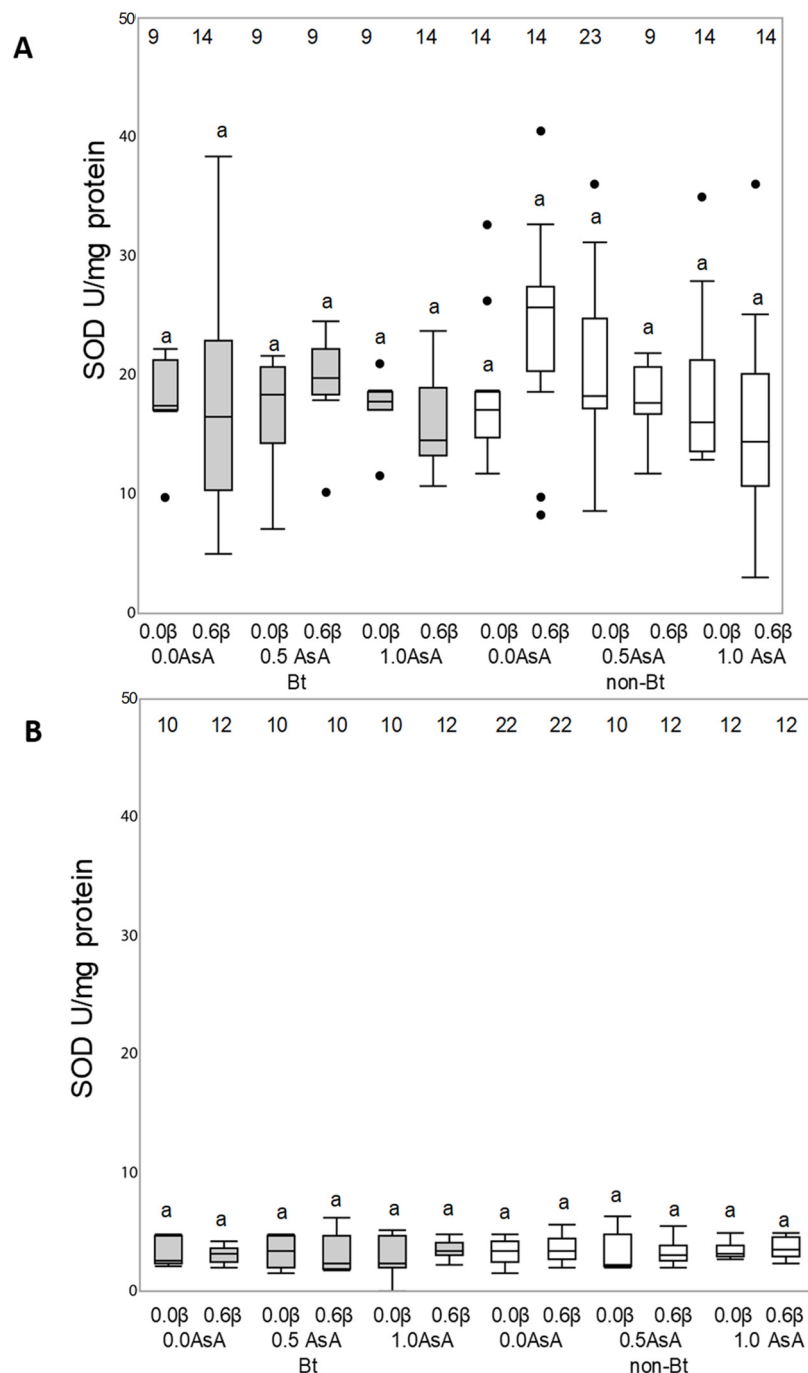 A
SOD U/mg protein
50
40
30
20
10
0
9 14 9 9 9 14 14 14 23 9 14 14
a a a a a a a a a a a a
0.0β 0.6β 0.0β 0.6β 0.0β 0.6β 0.0β 0.6β 0.0β 0.6β 0.0β 0.6β
0.0AsA 0.5 AsA 1.0AsA 0.0AsA 0.5AsA 1.0 AsA
Bt non-Bt
B
SOD U/mg protein
50
40
30
20
10
0
10 12 10 10 10 12 22 22 10 12 12 12
a a a a a a a a a a a a
0.0β 0.6β 0.0β 0.6β 0.0β 0.6β 0.0β 0.6β 0.0β 0.6β 0.0β 0.6β
0.0AsA 0.5 AsA 1.0AsA 0.0AsA 0.5AsA 1.0 AsA
Bt non-Bt